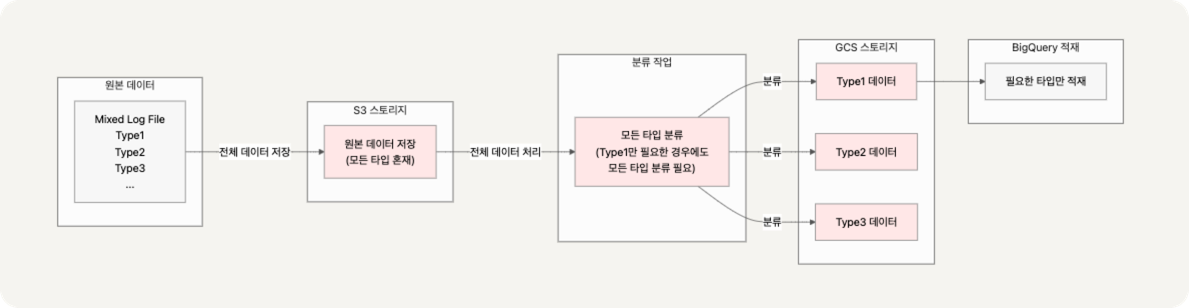 원본 데이터
Mixed Log File
Type1
Type2
Type3
...
전체 데이터 저장
S3 스토리지
원본 데이터 저장
(모든 타입 혼재)
전체 데이터 처리
분류 작업
모든 타입 분류
(Type1만 필요한 경우에도
모든 타입 분류 필요)
분류
분류
분류
GCS 스토리지
Type1 데이터
Type2 데이터
Type3 데이터
BigQuery 적재
필요한 타입만 적재